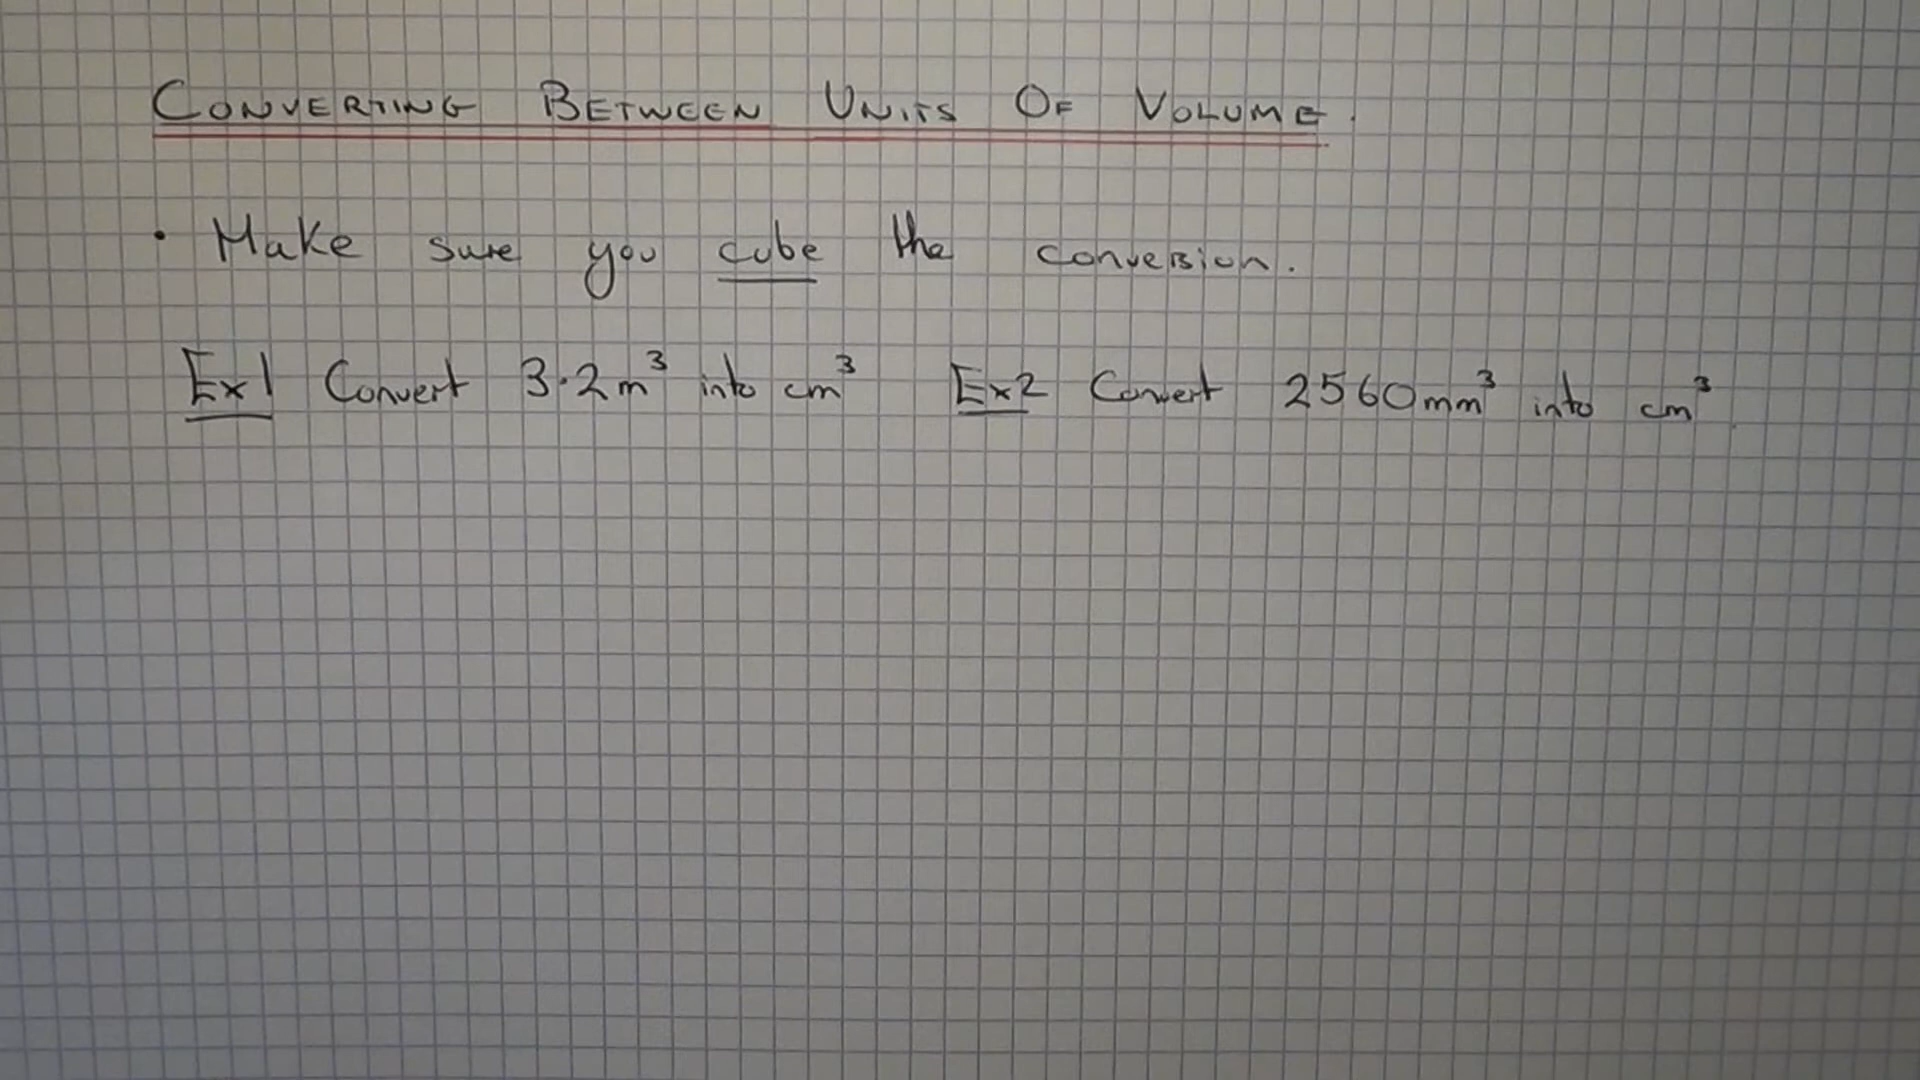 CONVERTING BETWEEN UNITS OF VOLUME.
• Make sure you cube the conversion.
Ex1 Convert 3·2m³ into cm³ Ex2 Convert 2560mm³ into cm³